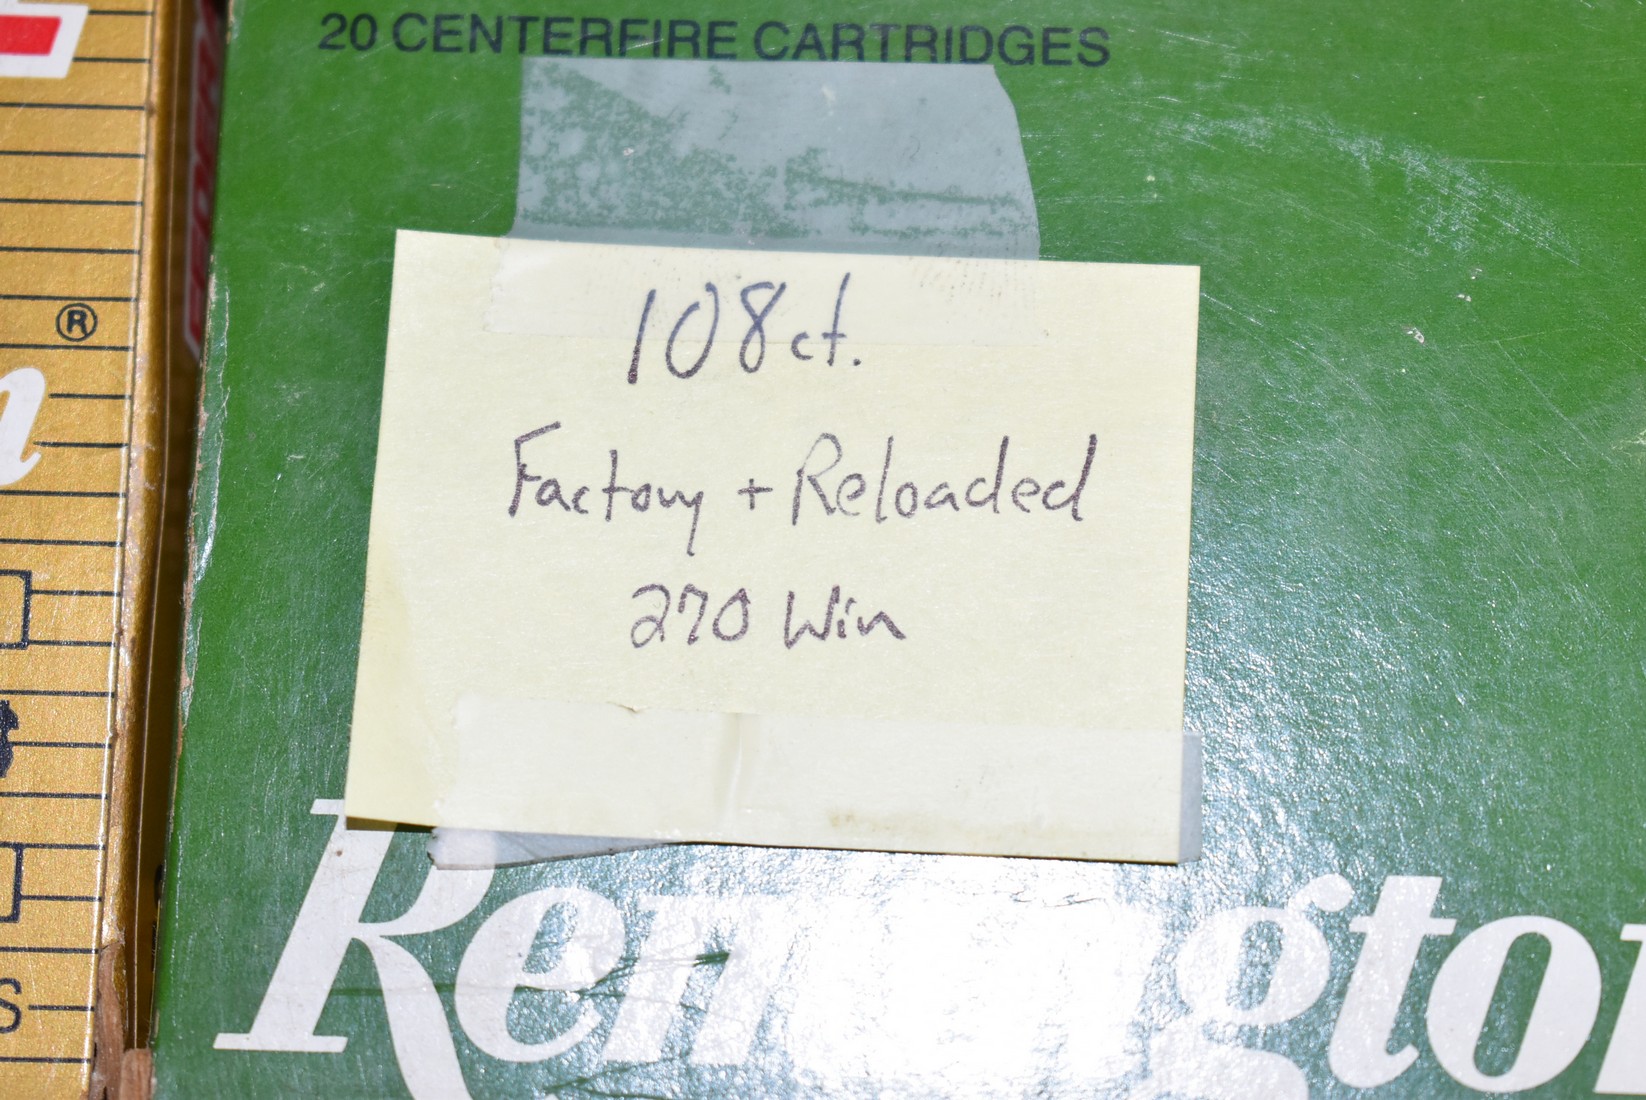 20 CENTERFIRE CARTRIDGES
108 ct.
Factory + Reloaded
270 Win
Remington
®
S